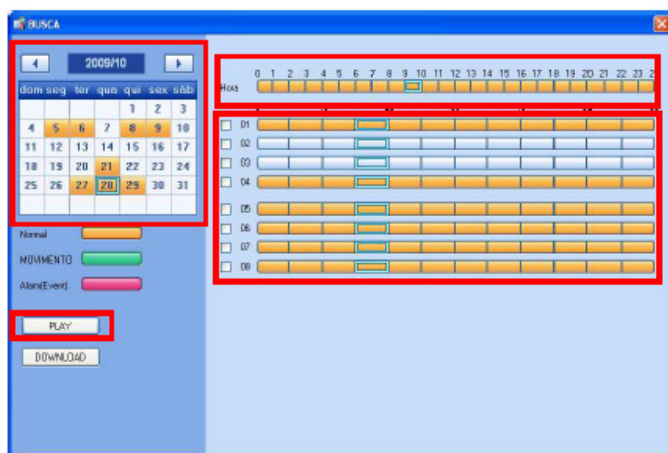 BUSCA
2009/10
dom seg ter qua qui sex sáb
1 2 3
4 5 6 7 8 9 10
11 12 13 14 15 16 17
18 19 20 21 22 23 24
25 26 27 28 29 30 31
Normal
MOVIMENTO
Alarm(Event)
PLAY
DOWNLOAD
0 1 2 3 4 5 6 7 8 9 10 11 12 13 14 15 16 17 18 19 20 21 22 23 2
Hora
01
02
03
04
05
06
07
08